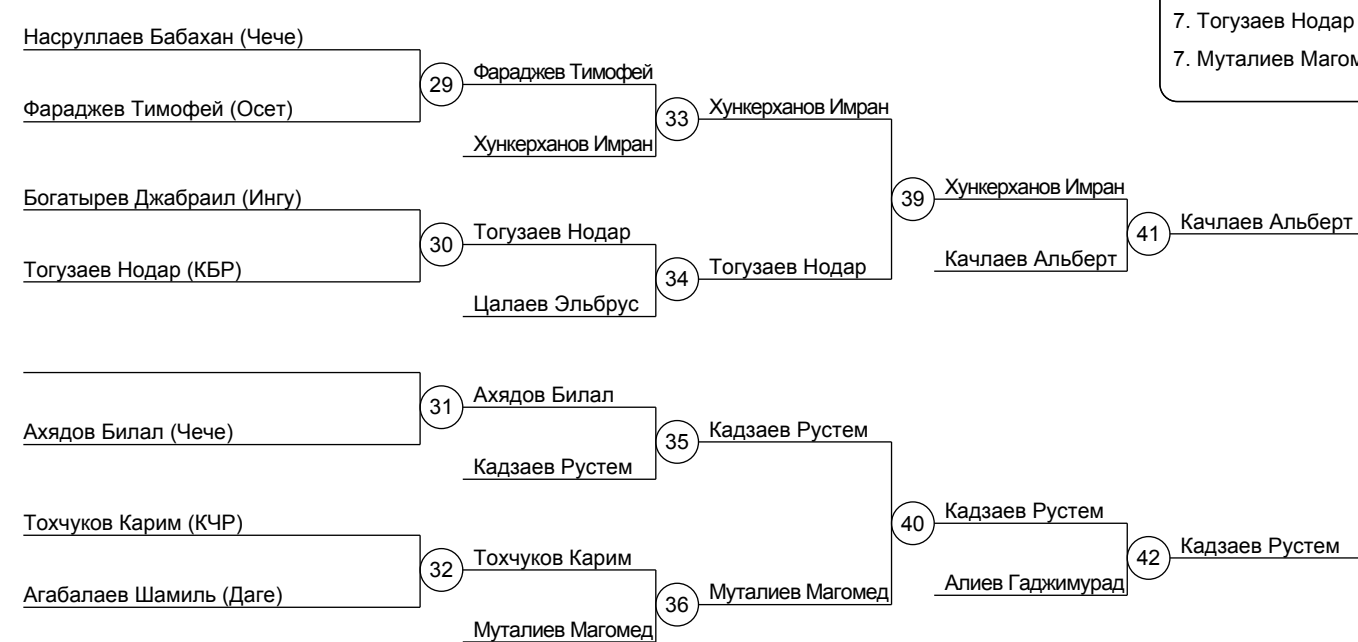 7. Тогузаев Нодар
7. Муталиев Магом
Насруллаев Бабахан (Чече)
29
Фараджев Тимофей
Фараджев Тимофей (Осет)
33
Хункерханов Имран
Хункерханов Имран
Богатырев Джабраил (Ингу)
39
Хункерханов Имран
30
Тогузаев Нодар
41
Качлаев Альберт
Тогузаев Нодар (КБР)
34
Тогузаев Нодар
Качлаев Альберт
Цалаев Эльбрус
31
Ахядов Билал
Ахядов Билал (Чече)
35
Кадзаев Рустем
Кадзаев Рустем
Тохчуков Карим (КЧР)
40
Кадзаев Рустем
32
Тохчуков Карим
42
Кадзаев Рустем
Агабалаев Шамиль (Даге)
36
Муталиев Магомед
Алиев Гаджимурад
Муталиев Магомед